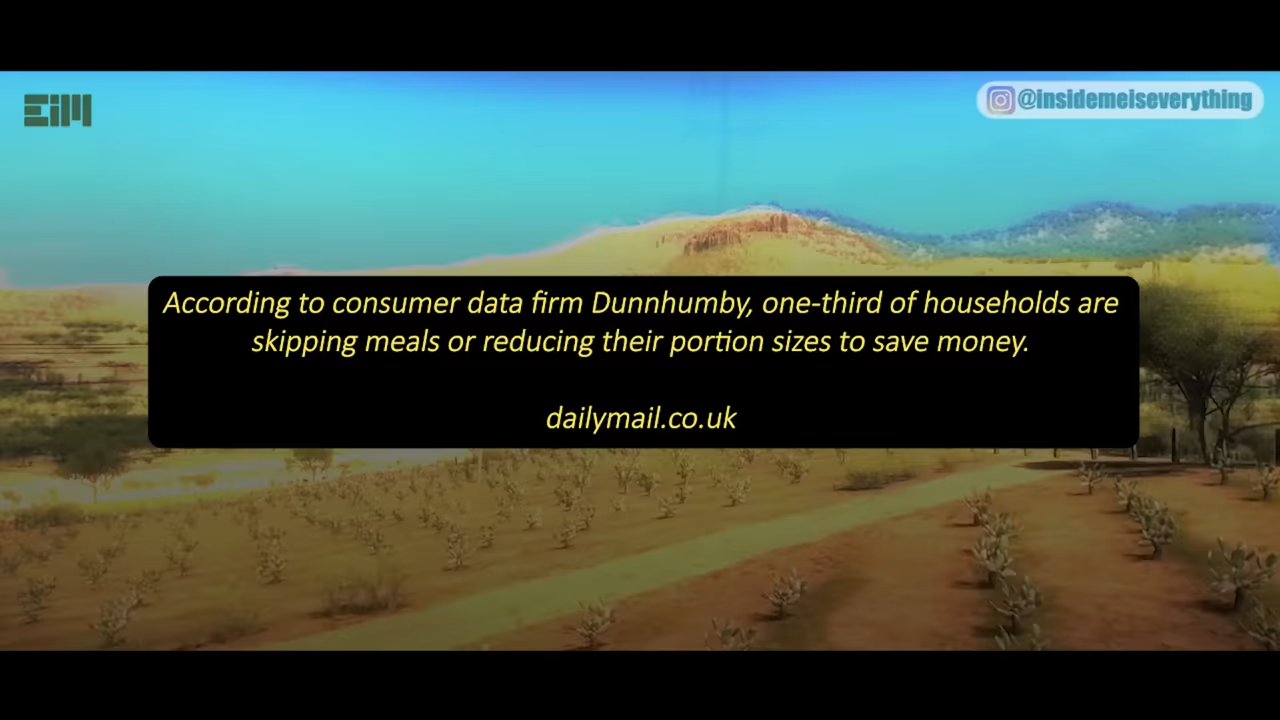 EiM
@insidemeiseverything
According to consumer data firm Dunnhumby, one-third of households are
skipping meals or reducing their portion sizes to save money.
dailymail.co.uk